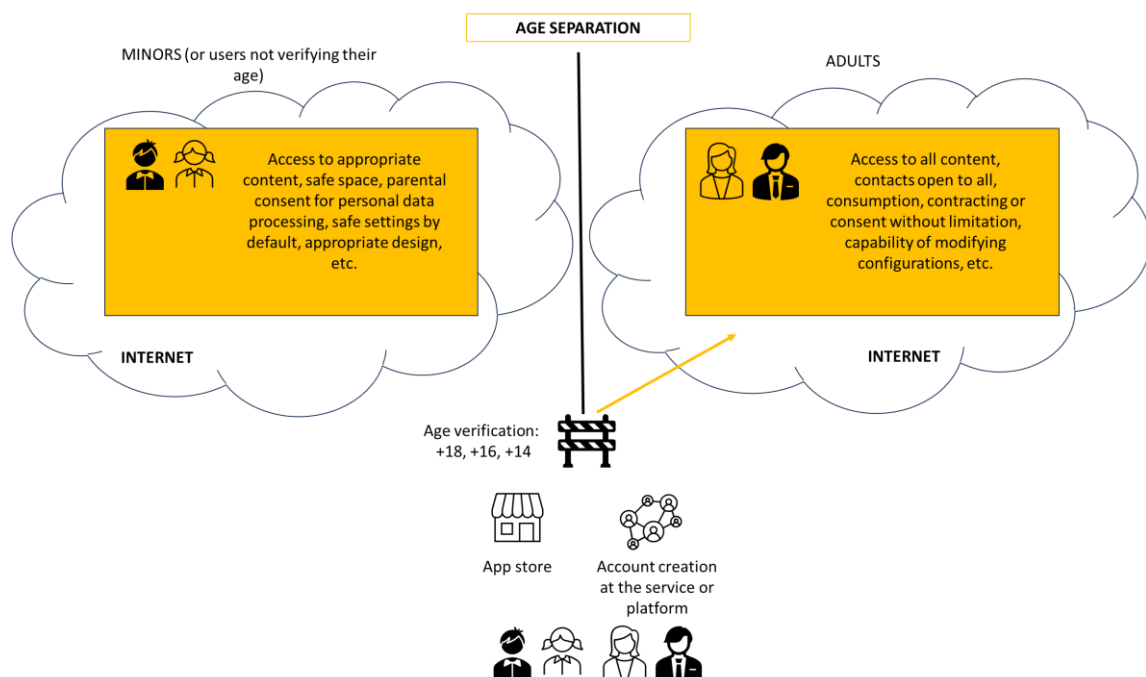 AGE SEPARATION
MINORS (or users not verifying their
age)
ADULTS
Access to appropriate
content, safe space, parental
consent for personal data
processing, safe settings by
default, appropriate design,
etc.
INTERNET
Access to all content,
contacts open to all,
consumption, contracting or
consent without limitation,
capability of modifying
configurations, etc.
INTERNET
Age verification:
+18, +16, +14
App store
Account creation
at the service or
platform